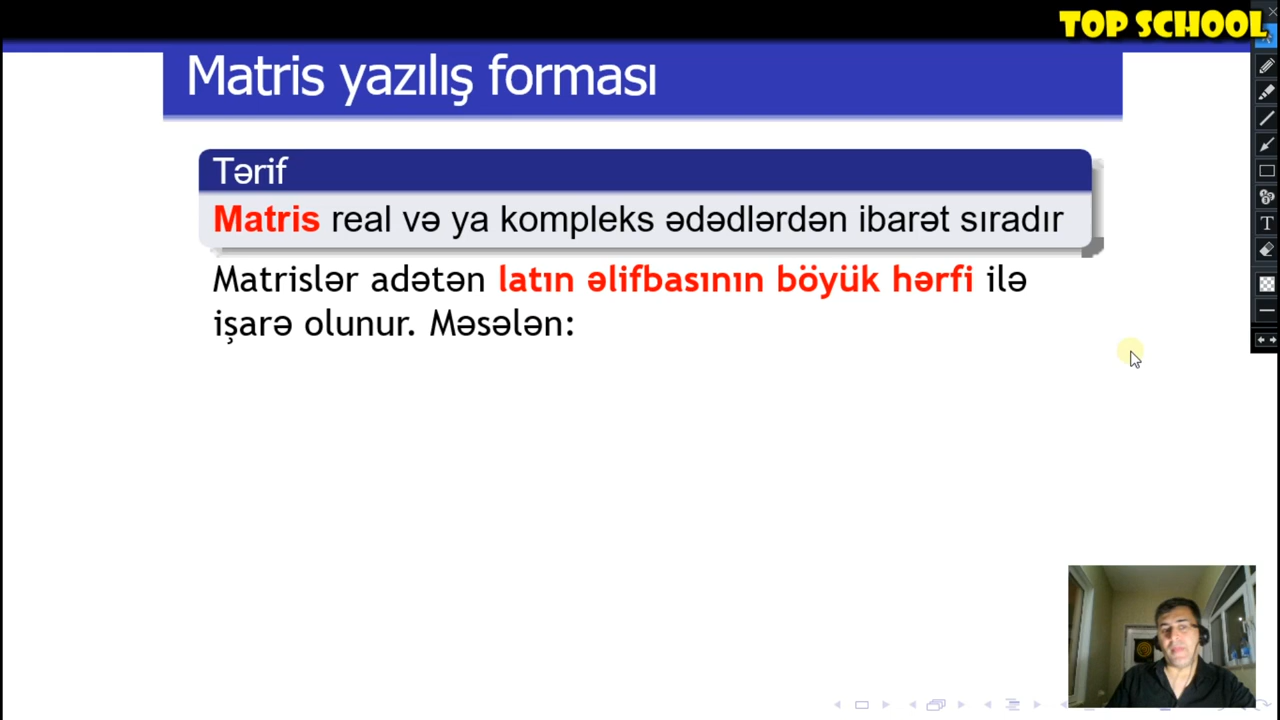 TOP SCHOOL
Matris yazılış forması
Tərif
Matris real və ya kompleks ədədlərdən ibarət sıradır
Matrislər adətən latın əlifbasının böyük hərfi ilə
işarə olunur. Məsələn:
T